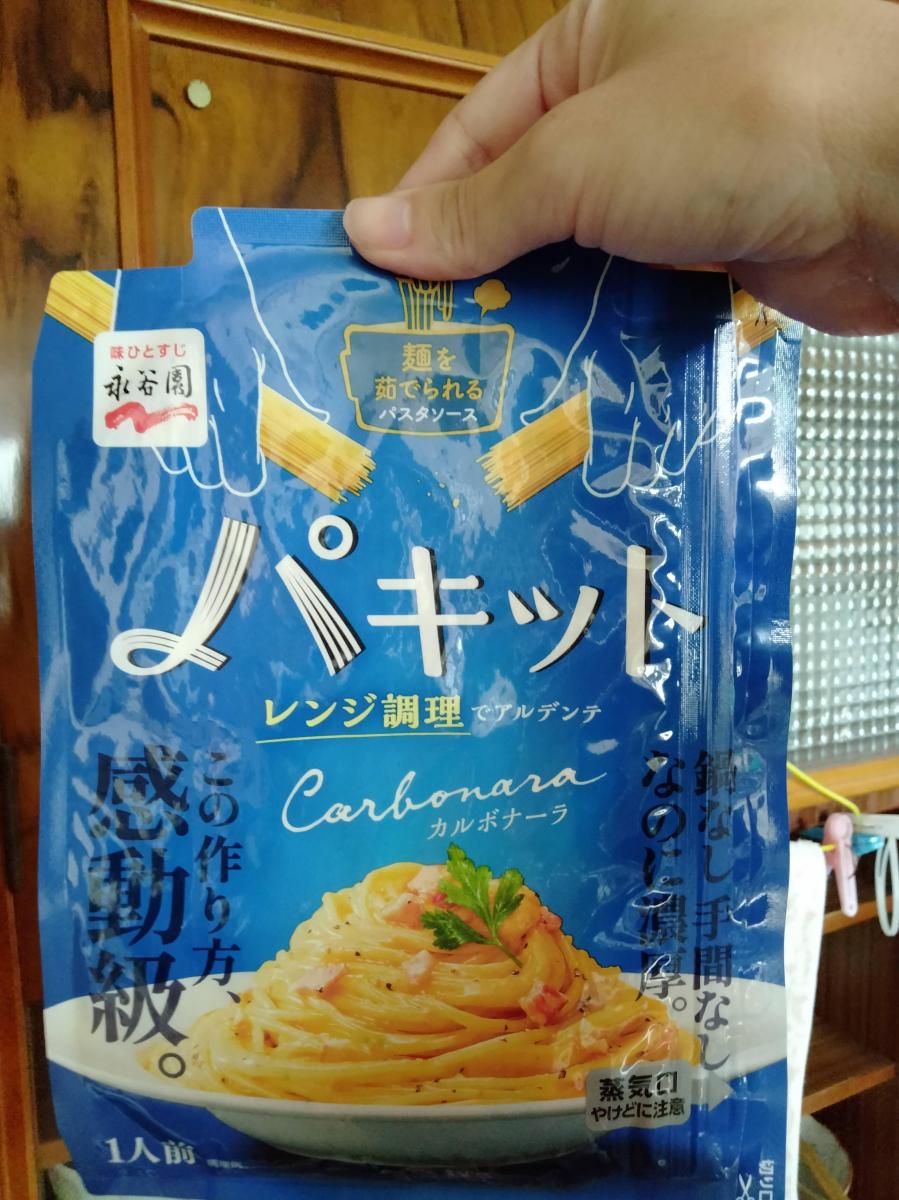 味ひとすじ
永谷園
麺を
茹でられる
パスタソース
パキット
レンジ調理でアルデンテ
Carbonara
カルボナーラ
鍋なし手間なし
なのに濃厚。
この作り方、
感動級。
蒸気口
やけどに注意
1人前
切り